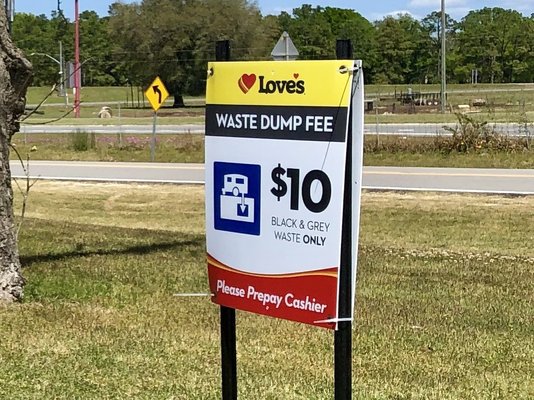 Love's
WASTE DUMP FEE
$10
BLACK & GREY
WASTE ONLY
Please Prepay Cashier